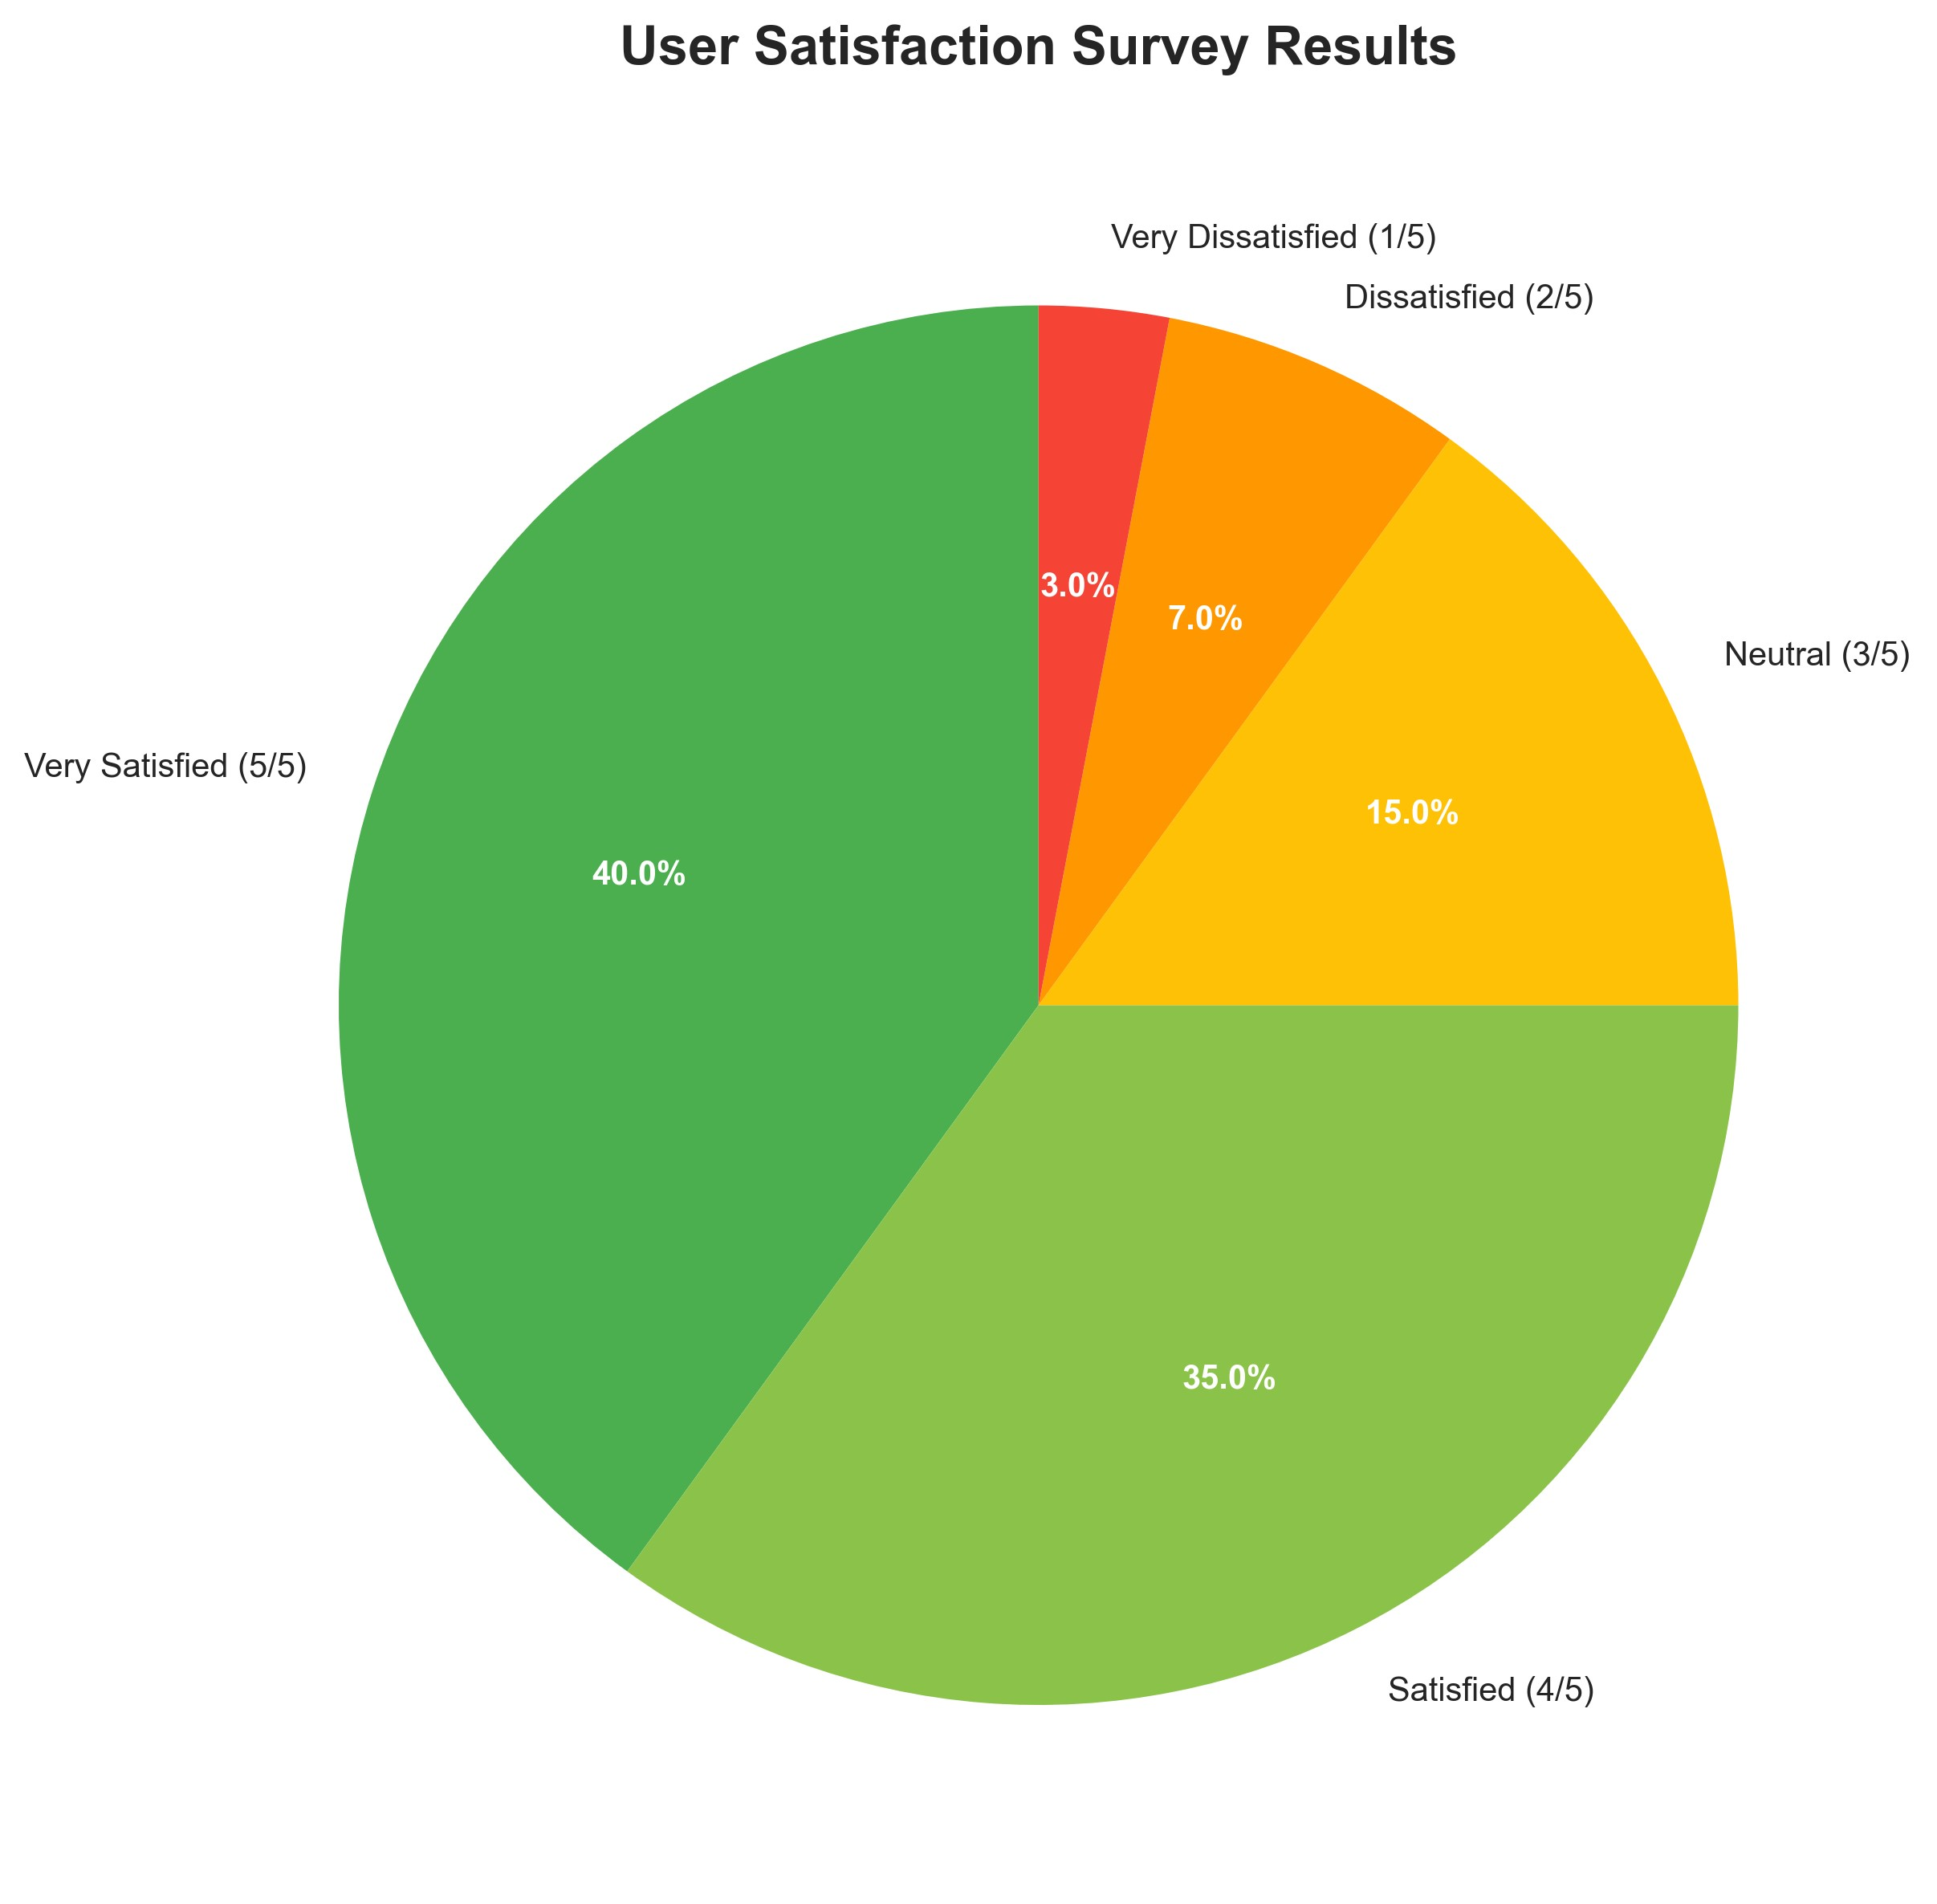 User Satisfaction Survey Results
Very Dissatisfied (1/5)
Dissatisfied (2/5)
3.0%
7.0%
Neutral (3/5)
Very Satisfied (5/5)
15.0%
40.0%
35.0%
Satisfied (4/5)